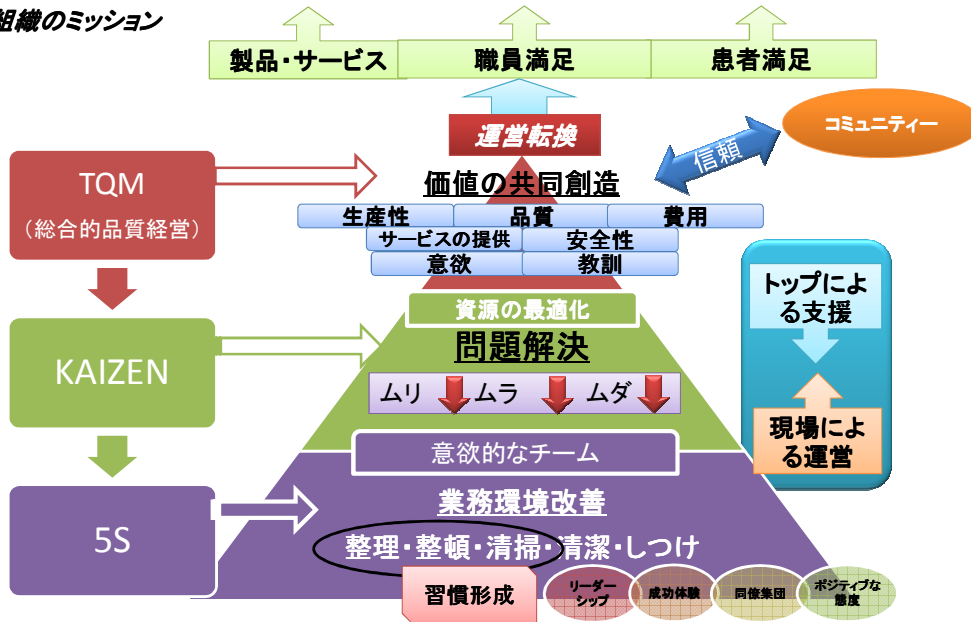 組織のミッション
製品・サービス
職員満足
患者満足
運営転換
コミュニティー
信頼
価値の共同創造
TQM
（総合的品質経営）
生産性
品質
費用
サービスの提供
安全性
意欲
教訓
トップによ
る支援
資源の最適化
問題解決
KAIZEN
ムリ
ムラ
ムダ
現場によ
る運営
意欲的なチーム
業務環境改善
5S
整理・整頓・清掃・清潔・しつけ
習慣形成
リーダー
シップ
成功体験
同僚集団
ポジティブな
態度